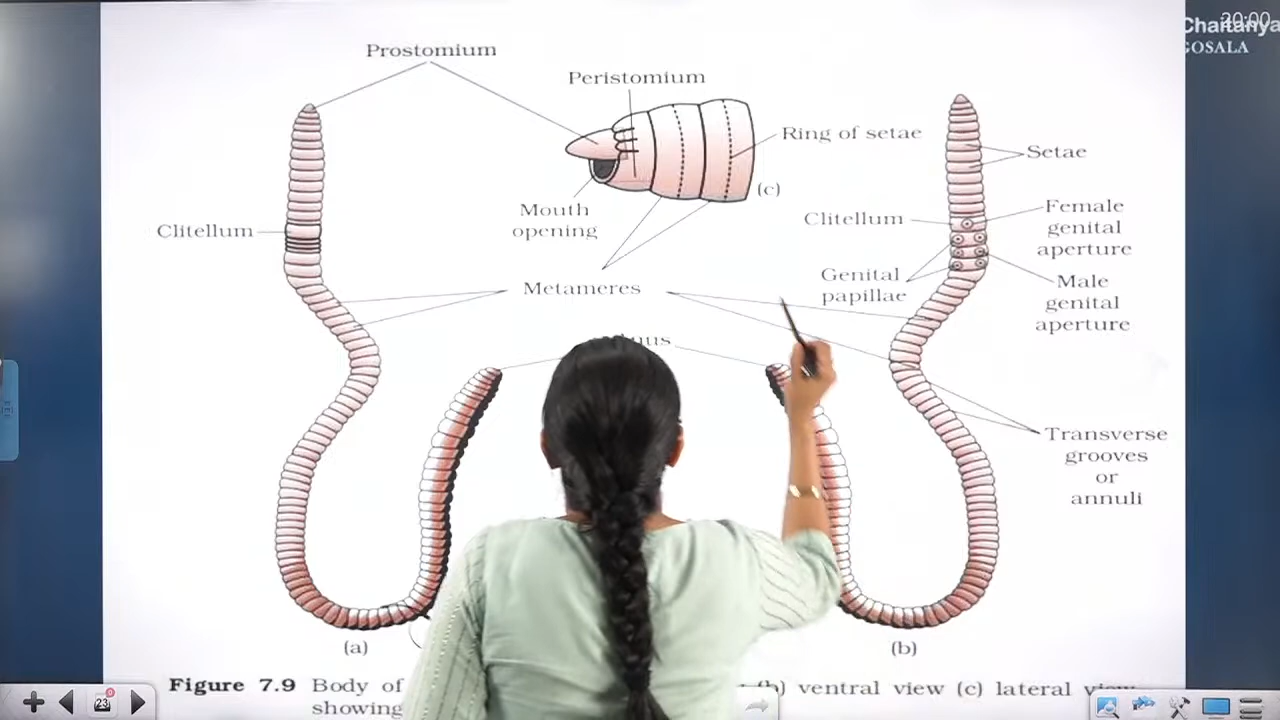 20:00
Chaitanya
GOSALA
Prostomium
Peristomium
Ring of setae
Setae
(c)
Mouth
opening
Clitellum
Clitellum
Female
genital
aperture
Genital
papillae
Male
genital
aperture
Metameres
Transverse
grooves
or
annuli
(a)
(b)
Figure 7.9 Body of
(b) ventral view (c) lateral view
showing
23